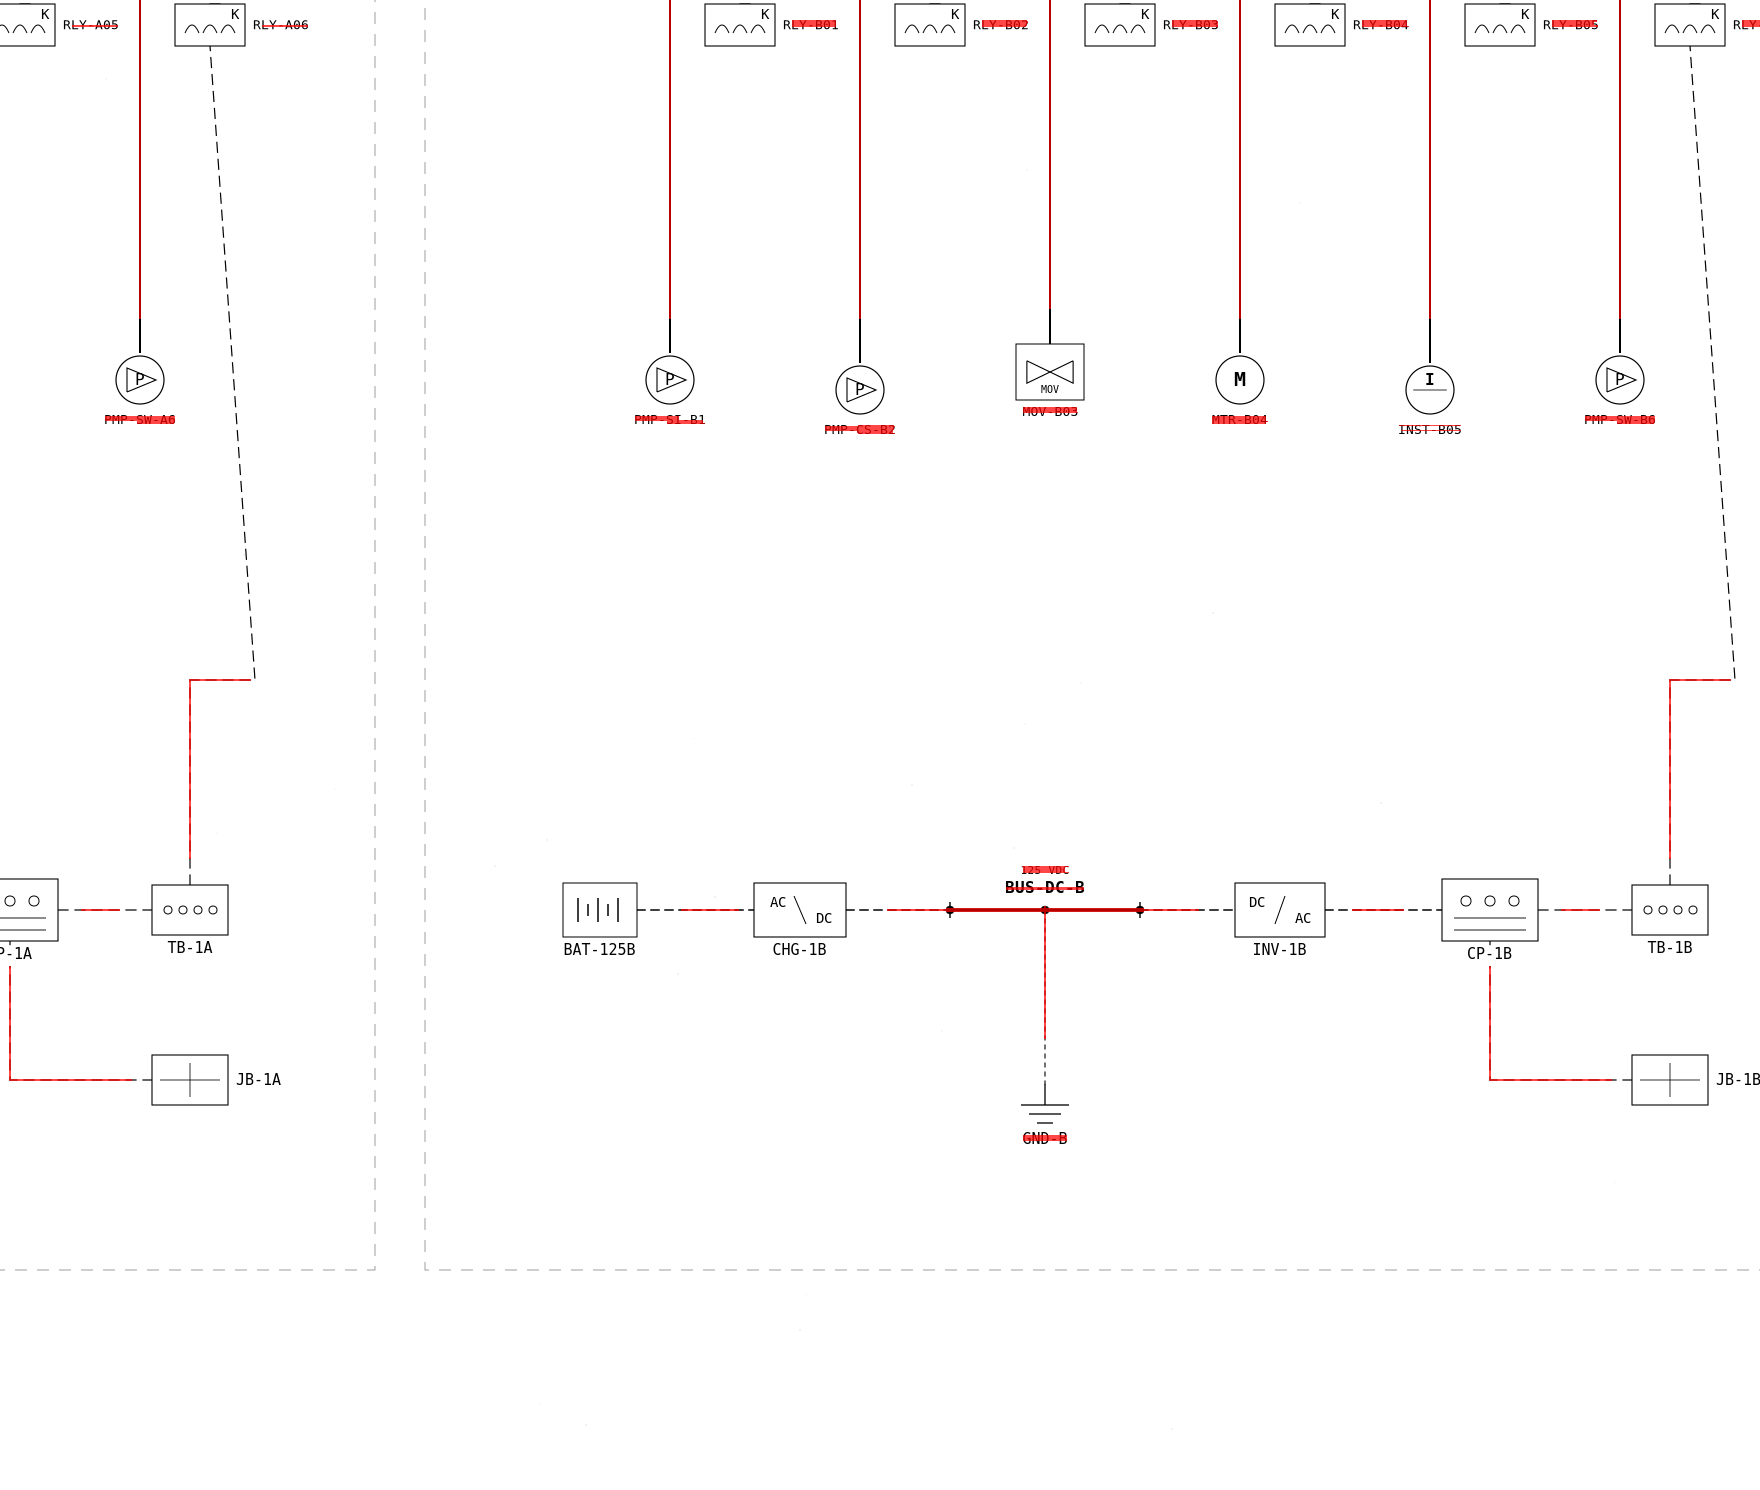 K RLY-A05
K RLY-A06
K RLY-B01
K RLY-B02
K RLY-B03
K RLY-B04
K RLY-B05
K RLY
P
PMP-SW-A6
P
PMP-SI-B1
P
PMP-CS-B2
MOV
MOV-B03
M
MTR-B04
I
INST-B05
P
PMP-SW-B6
P-1A
TB-1A
JB-1A
BAT-125B
AC
DC
CHG-1B
125 VDC
BUS-DC-B
DC
AC
INV-1B
CP-1B
TB-1B
GND-B
JB-1B